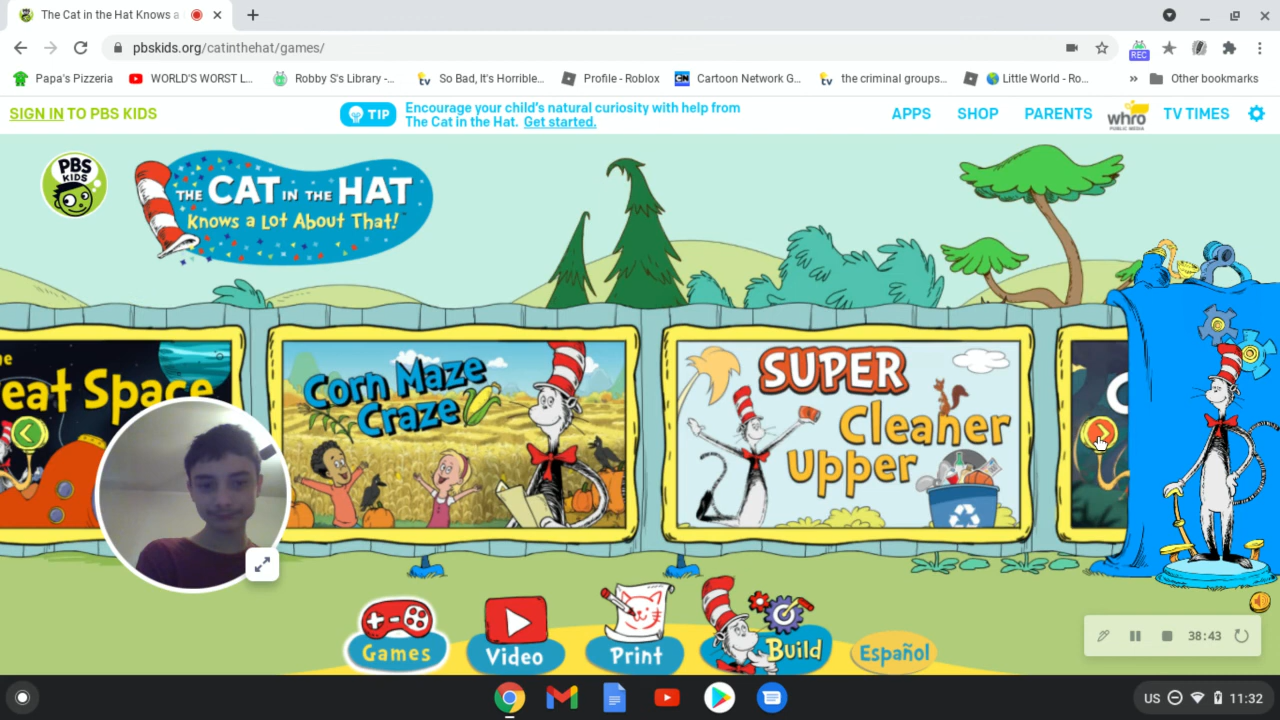 The Cat in the Hat Knows a
pbskids.org/catinthehat/games/
REC
Papa's Pizzeria
WORLD'S WORST L...
Robby S's Library -...
So Bad, It's Horrible...
Profile - Roblox
CN
Cartoon Network G...
the criminal groups...
Little World - Ro...
»
Other bookmarks
SIGN IN TO PBS KIDS
TIP
Encourage your child's natural curiosity with help from
The Cat in the Hat. Get started.
APPS
SHOP
PARENTS
whro
PUBLIC MEDIA
TV TIMES
PBS
KIDS
THE CAT IN THE HAT
Knows a Lot About That!
eat Space
Corn Maze
Craze
SUPER
Cleaner
Upper
Games
Video
Print
Build
Español
38:43
US
11:32